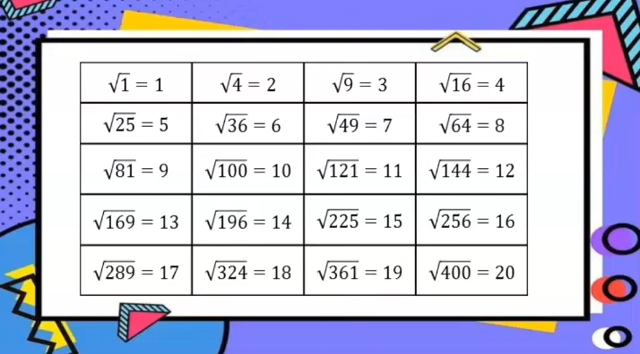 √1 = 1 √4 = 2 √9 = 3 √16 = 4
√25 = 5 √36 = 6 √49 = 7 √64 = 8
√81 = 9 √100 = 10 √121 = 11 √144 = 12
√169 = 13 √196 = 14 √225 = 15 √256 = 16
√289 = 17 √324 = 18 √361 = 19 √400 = 20